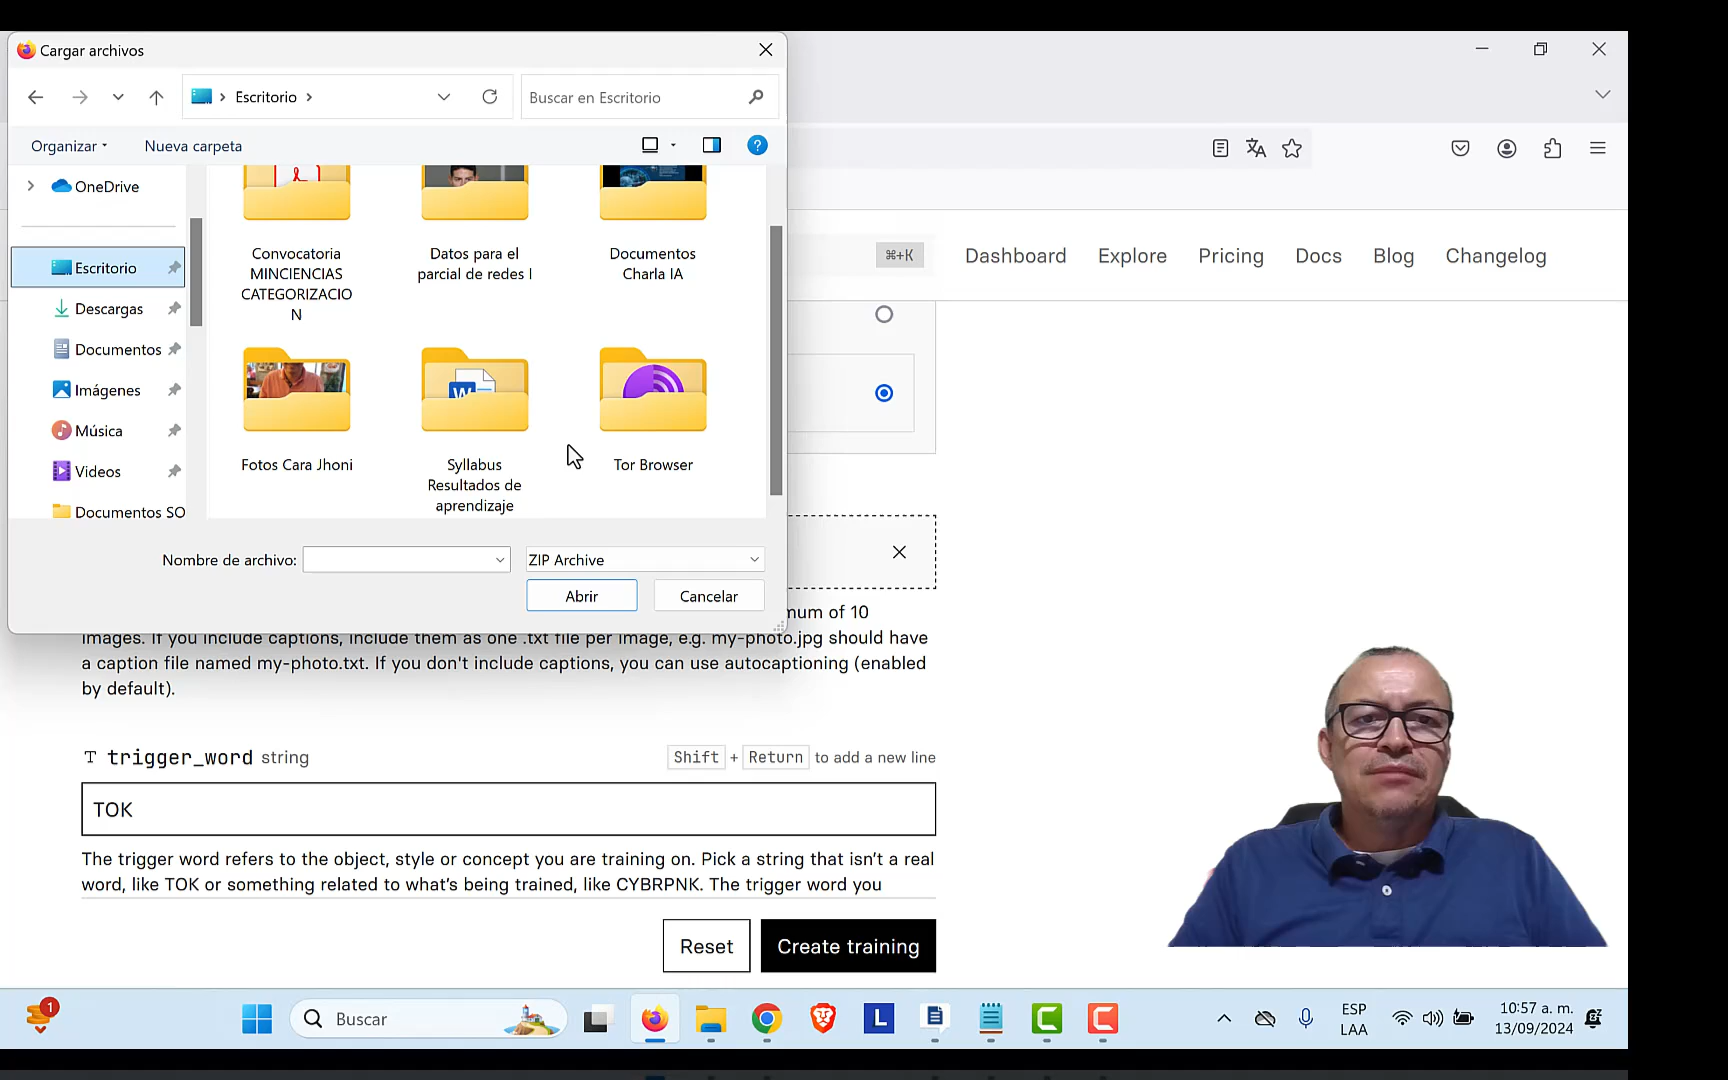 Cargar archivos
Escritorio
Buscar en Escritorio
Organizar
Nueva carpeta
OneDrive
Escritorio
Descargas
Documentos
Imágenes
Música
Videos
Documentos SO
Convocatoria
MINCIENCIAS
CATEGORIZACIO
N
Datos para el
parcial de redes I
Documentos
Charla IA
Fotos Cara Jhoni
Syllabus
Resultados de
aprendizaje
Tor Browser
Nombre de archivo:
ZIP Archive
Abrir
Cancelar
⌘+K
Dashboard
Explore
Pricing
Docs
Blog
Changelog
mum of 10
images. If you include captions, include them as one .txt file per image, e.g. my-photo.jpg should have
a caption file named my-photo.txt. If you don't include captions, you can use autocaptioning (enabled
by default).
T trigger_word string
Shift + Return to add a new line
TOK
The trigger word refers to the object, style or concept you are training on. Pick a string that isn't a real
word, like TOK or something related to what's being trained, like CYBRPNK. The trigger word you
Reset
Create training
1
Buscar
W
L
ESP
LAA
10:57 a. m.
13/09/2024